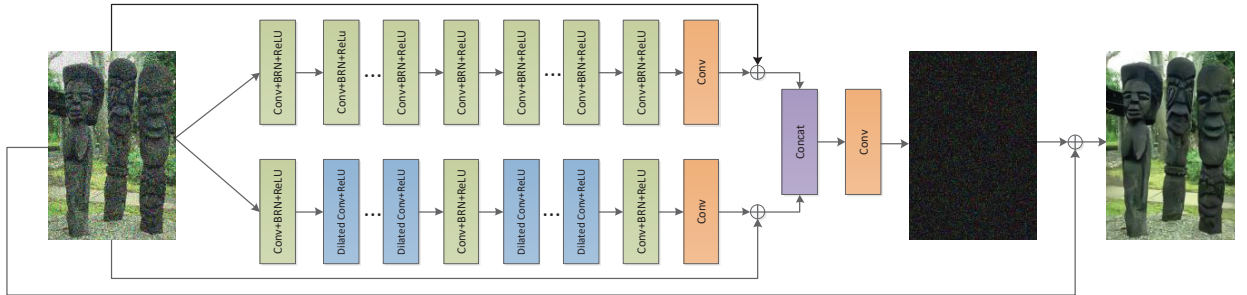 Conv+BRN+ReLU
Conv+BRN+ReLu
...
Conv+BRN+ReLU
Conv+BRN+ReLU
Conv+BRN+ReLU
...
Conv+BRN+ReLU
Conv+BRN+ReLU
Conv
Concat
Conv
Conv+BRN+ReLU
Dilated Conv+ReLU
...
Dilated Conv+ReLU
Conv+BRN+ReLU
Dilated Conv+ReLU
...
Dilated Conv+ReLU
Conv+BRN+ReLU
Conv